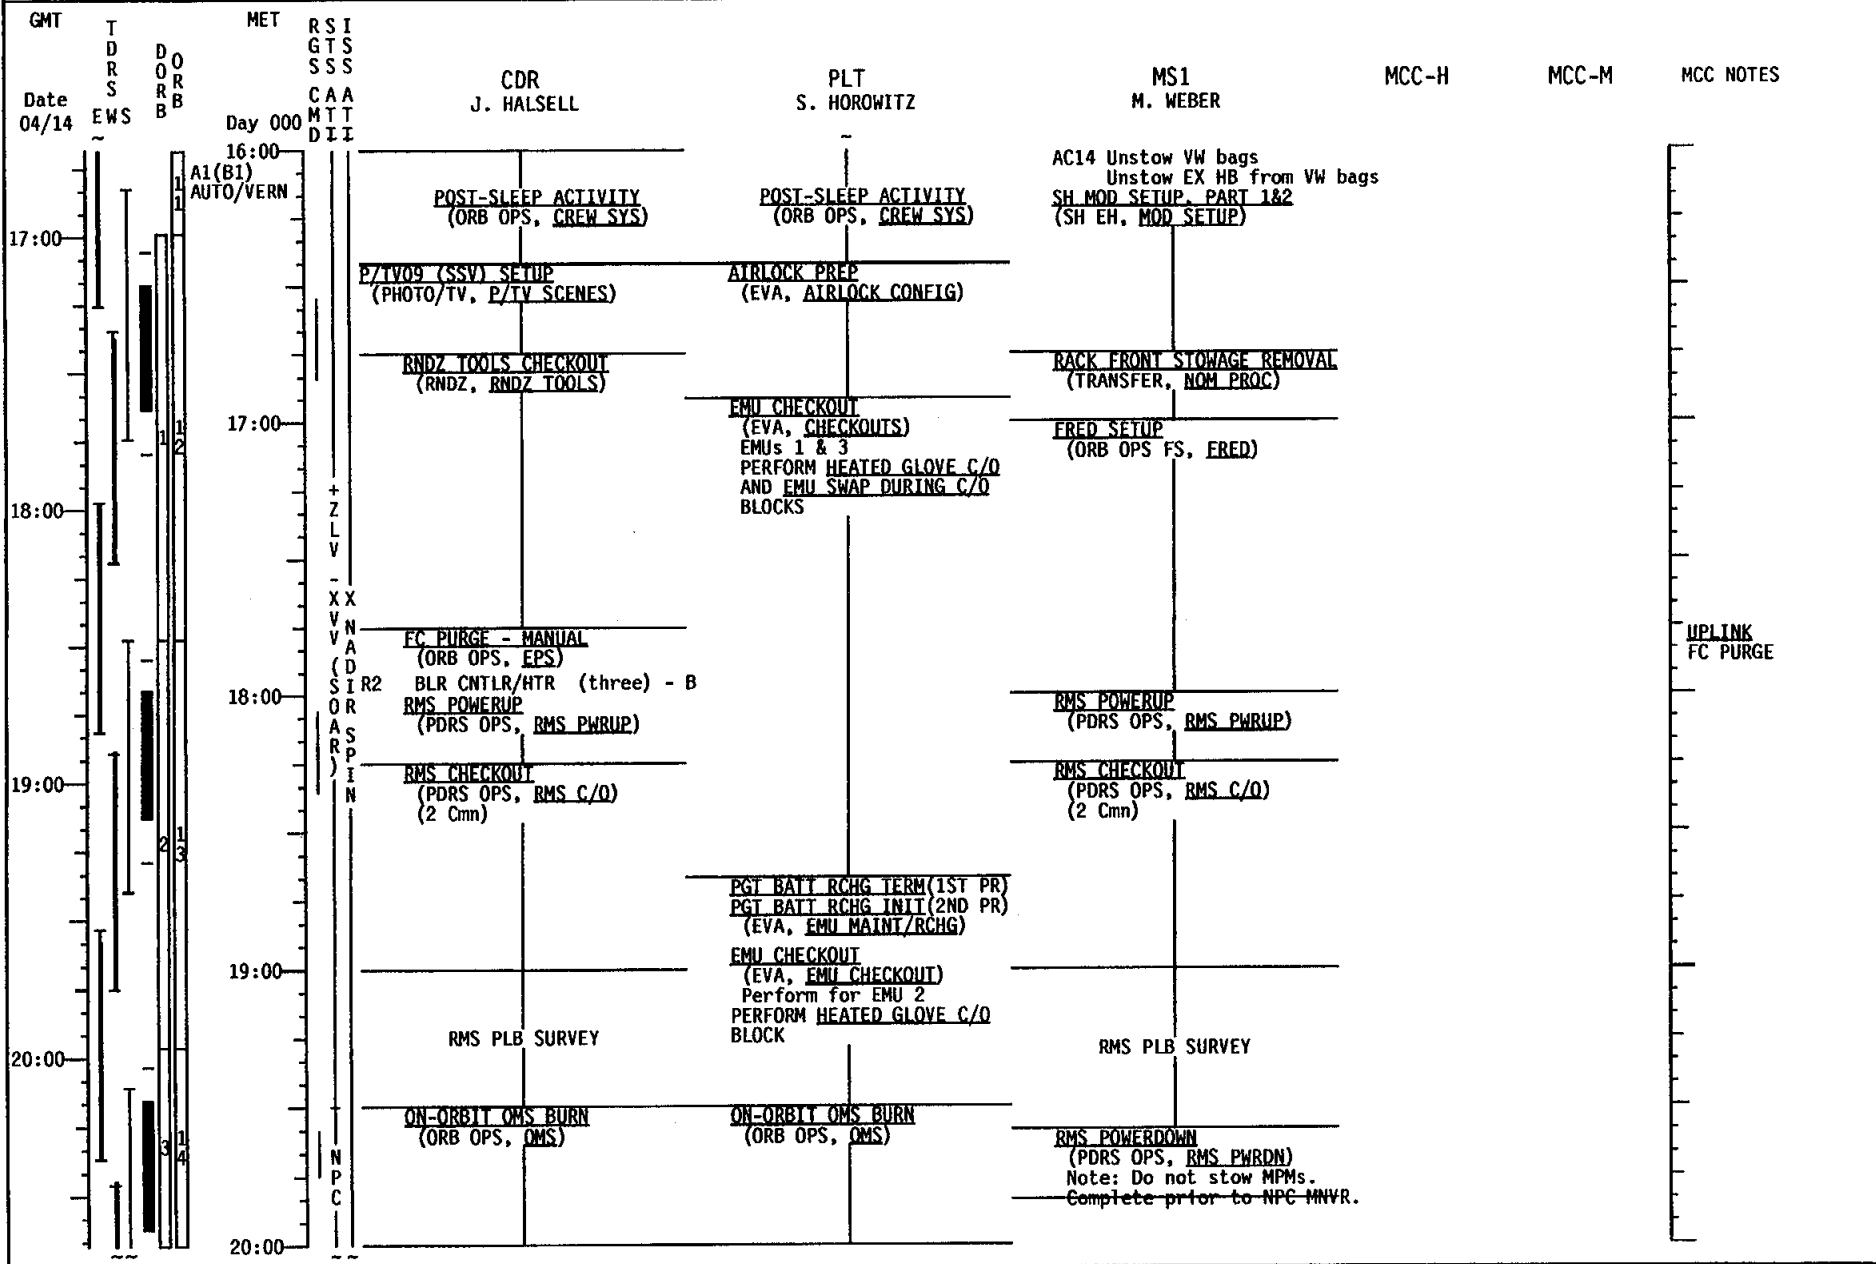 GMT
TDRS
EWS
DORB
ORB
MET
RGS CMD
STS ATT
ISS ATT
CDR
J. HALSELL
PLT
S. HOROWITZ
MS1
M. WEBER
MCC-H
MCC-M
MCC NOTES
Date
04/14
Day 000
16:00
A1(B1)
AUTO/VERN
17:00
18:00
19:00
20:00
11
1
12
2
13
3
14
17:00
18:00
19:00
20:00
+ZLV -XVV (SOAR)
NPC
X NADIR SPIN
POST-SLEEP ACTIVITY
(ORB OPS, CREW SYS)
P/TV09 (SSV) SETUP
(PHOTO/TV, P/TV SCENES)
RNDZ TOOLS CHECKOUT
(RNDZ, RNDZ TOOLS)
FC PURGE - MANUAL
(ORB OPS, EPS)
R2 BLR CNTLR/HTR (three) - B
RMS POWERUP
(PDRS OPS, RMS PWRUP)
RMS CHECKOUT
(PDRS OPS, RMS C/O)
(2 Cmn)
RMS PLB SURVEY
ON-ORBIT OMS BURN
(ORB OPS, OMS)
POST-SLEEP ACTIVITY
(ORB OPS, CREW SYS)
AIRLOCK PREP
(EVA, AIRLOCK CONFIG)
EMU CHECKOUT
(EVA, CHECKOUTS)
EMUs 1 & 3
PERFORM HEATED GLOVE C/O
AND EMU SWAP DURING C/O
BLOCKS
PGT BATT RCHG TERM(1ST PR)
PGT BATT RCHG INIT(2ND PR)
(EVA, EMU MAINT/RCHG)
EMU CHECKOUT
(EVA, EMU CHECKOUT)
Perform for EMU 2
PERFORM HEATED GLOVE C/O
BLOCK
ON-ORBIT OMS BURN
(ORB OPS, OMS)
AC14 Unstow VW bags
Unstow EX HB from VW bags
SH MOD SETUP, PART 1&2
(SH EH, MOD SETUP)
RACK FRONT STOWAGE REMOVAL
(TRANSFER, NOM PROC)
FRED SETUP
(ORB OPS FS, FRED)
RMS POWERUP
(PDRS OPS, RMS PWRUP)
RMS CHECKOUT
(PDRS OPS, RMS C/O)
(2 Cmn)
RMS PLB SURVEY
RMS POWERDOWN
(PDRS OPS, RMS PWRDN)
Note: Do not stow MPMs.
Complete prior to NPC MNVR.
UPLINK
FC PURGE